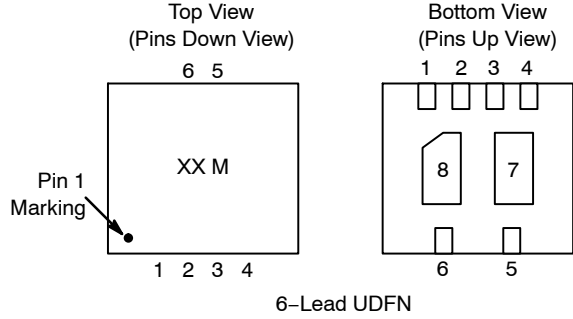 Top View
(Pins Down View)
6 5
XX M
Pin 1
Marking
1 2 3 4
Bottom View
(Pins Up View)
1 2 3 4
8 7
6 5
6–Lead UDFN